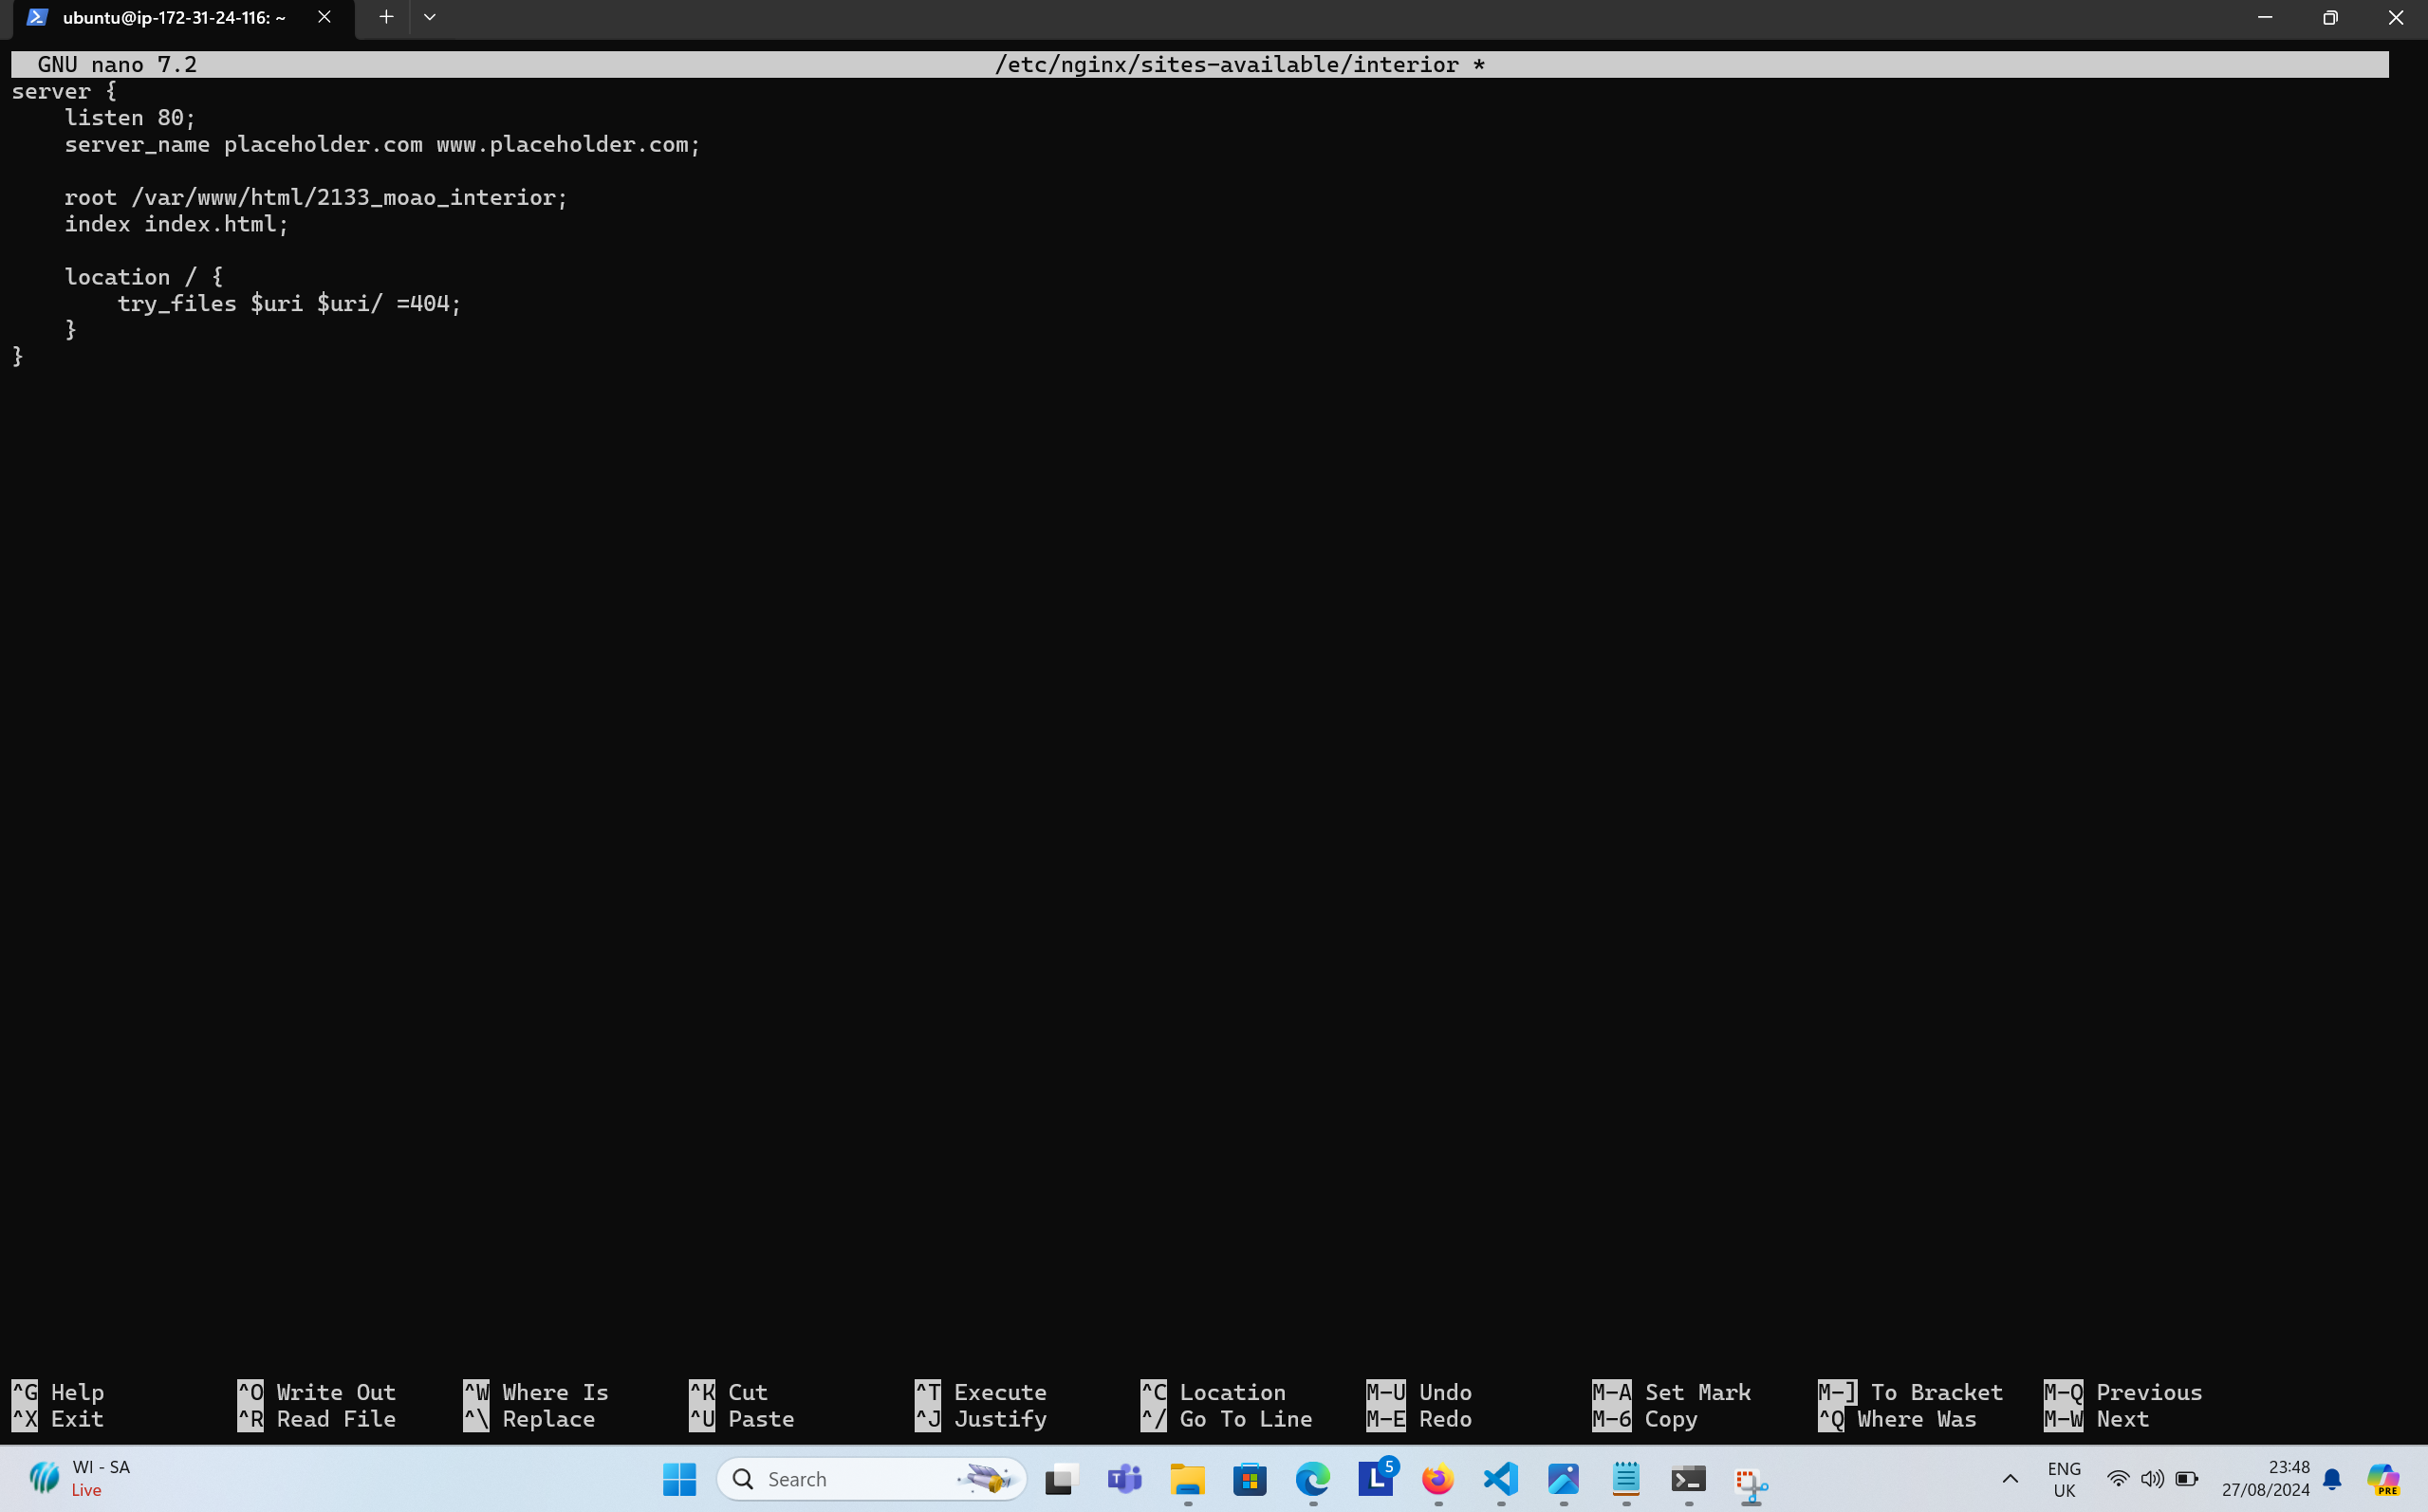 ubuntu@ip-172-31-24-116: ~
GNU nano 7.2 /etc/nginx/sites-available/interior *
server {
    listen 80;
    server_name placeholder.com www.placeholder.com;

    root /var/www/html/2133_moao_interior;
    index index.html;

    location / {
        try_files $uri $uri/ =404;
    }
}
^G Help ^O Write Out ^W Where Is ^K Cut ^T Execute ^C Location M-U Undo M-A Set Mark M-] To Bracket M-Q Previous
^X Exit ^R Read File ^\ Replace ^U Paste ^J Justify ^/ Go To Line M-E Redo M-6 Copy ^Q Where Was M-W Next
WI - SA
Live
Search
T
L
5
ENG
UK
23:48
27/08/2024
PRE